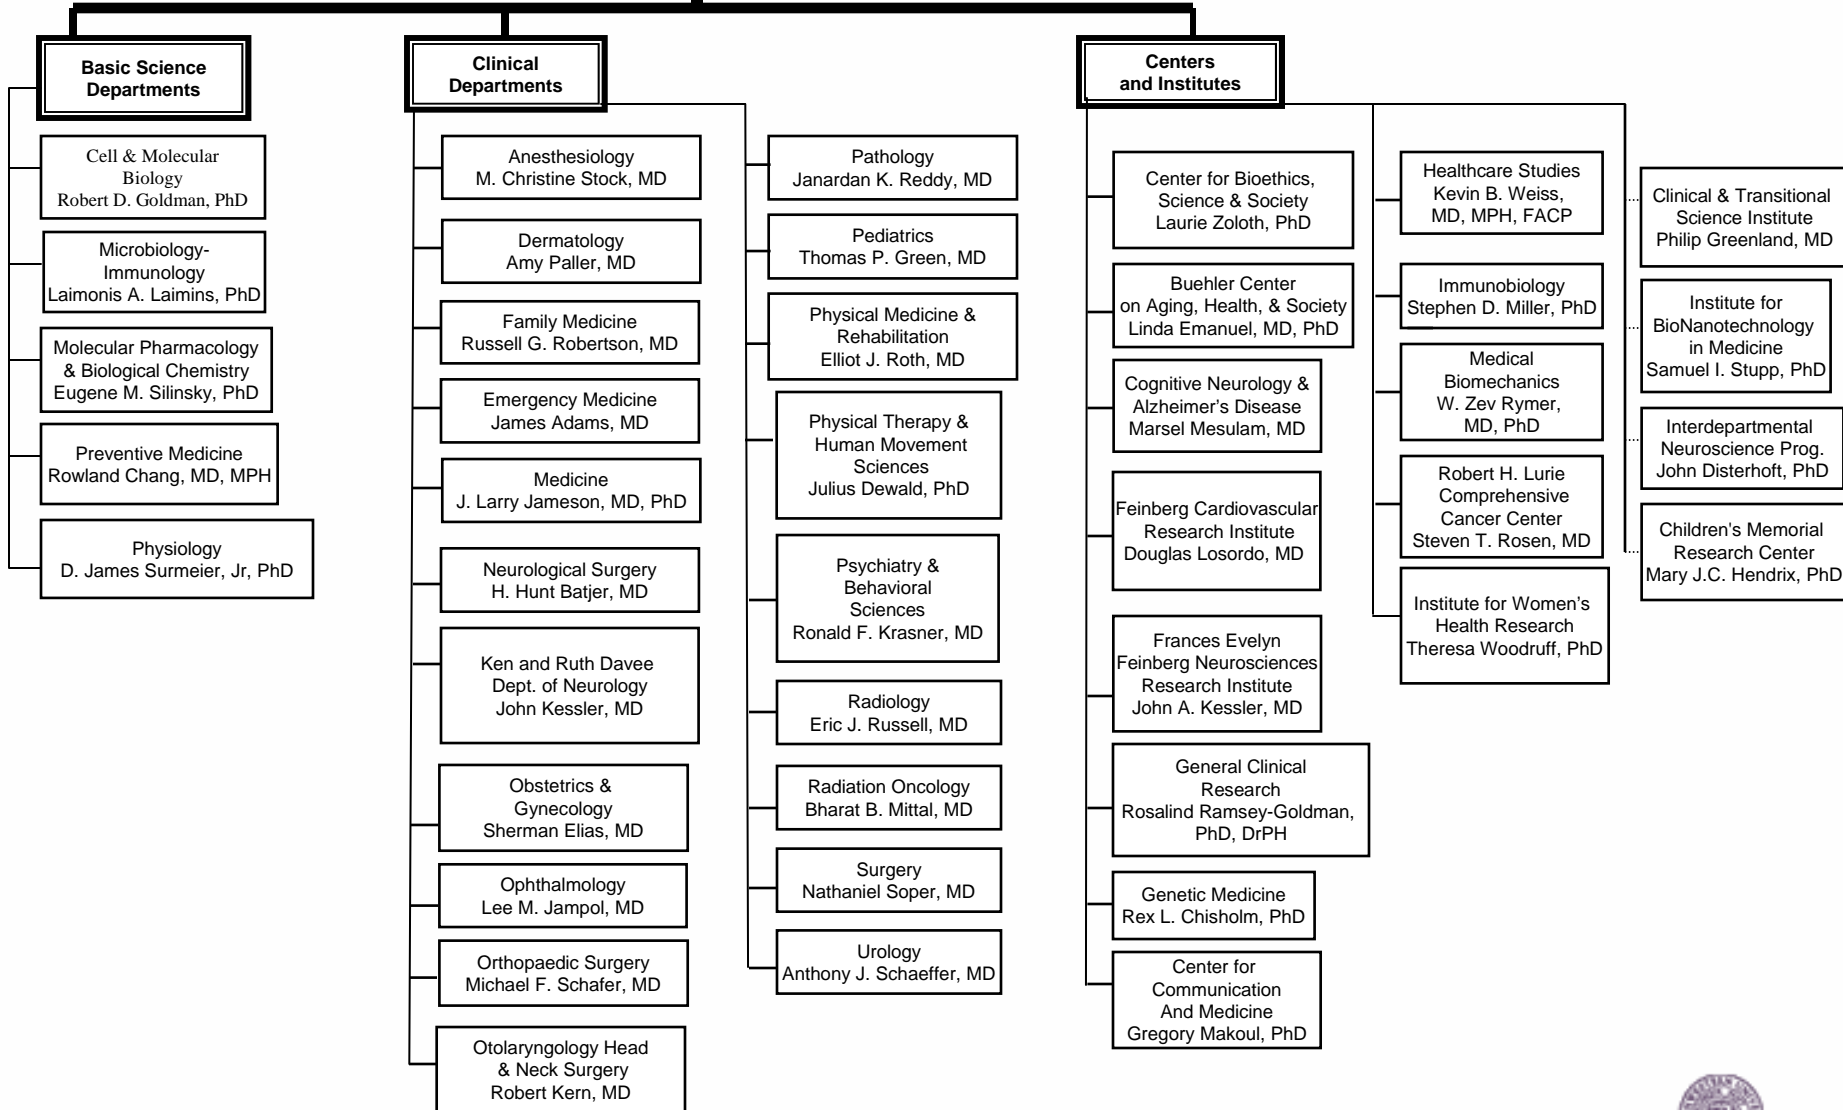 Basic Science
Departments
Cell & Molecular
Biology
Robert D. Goldman, PhD
Microbiology-
Immunology
Laimonis A. Laimins, PhD
Molecular Pharmacology
& Biological Chemistry
Eugene M. Silinsky, PhD
Preventive Medicine
Rowland Chang, MD, MPH
Physiology
D. James Surmeier, Jr, PhD
Clinical
Departments
Anesthesiology
M. Christine Stock, MD
Dermatology
Amy Paller, MD
Family Medicine
Russell G. Robertson, MD
Emergency Medicine
James Adams, MD
Medicine
J. Larry Jameson, MD, PhD
Neurological Surgery
H. Hunt Batjer, MD
Ken and Ruth Davee
Dept. of Neurology
John Kessler, MD
Obstetrics &
Gynecology
Sherman Elias, MD
Ophthalmology
Lee M. Jampol, MD
Orthopaedic Surgery
Michael F. Schafer, MD
Otolaryngology Head
& Neck Surgery
Robert Kern, MD
Pathology
Janardan K. Reddy, MD
Pediatrics
Thomas P. Green, MD
Physical Medicine &
Rehabilitation
Elliot J. Roth, MD
Physical Therapy &
Human Movement
Sciences
Julius Dewald, PhD
Psychiatry &
Behavioral
Sciences
Ronald F. Krasner, MD
Radiology
Eric J. Russell, MD
Radiation Oncology
Bharat B. Mittal, MD
Surgery
Nathaniel Soper, MD
Urology
Anthony J. Schaeffer, MD
Centers
and Institutes
Center for Bioethics,
Science & Society
Laurie Zoloth, PhD
Buehler Center
on Aging, Health, & Society
Linda Emanuel, MD, PhD
Cognitive Neurology &
Alzheimer's Disease
Marsel Mesulam, MD
Feinberg Cardiovascular
Research Institute
Douglas Losordo, MD
Frances Evelyn
Feinberg Neurosciences
Research Institute
John A. Kessler, MD
General Clinical
Research
Rosalind Ramsey-Goldman,
PhD, DrPH
Genetic Medicine
Rex L. Chisholm, PhD
Center for
Communication
And Medicine
Gregory Makoul, PhD
Healthcare Studies
Kevin B. Weiss,
MD, MPH, FACP
Immunobiology
Stephen D. Miller, PhD
Medical
Biomechanics
W. Zev Rymer,
MD, PhD
Robert H. Lurie
Comprehensive
Cancer Center
Steven T. Rosen, MD
Institute for Women's
Health Research
Theresa Woodruff, PhD
Clinical & Transitional
Science Institute
Philip Greenland, MD
Institute for
BioNanotechnology
in Medicine
Samuel I. Stupp, PhD
Interdepartmental
Neuroscience Prog.
John Disterhoft, PhD
Children's Memorial
Research Center
Mary J.C. Hendrix, PhD